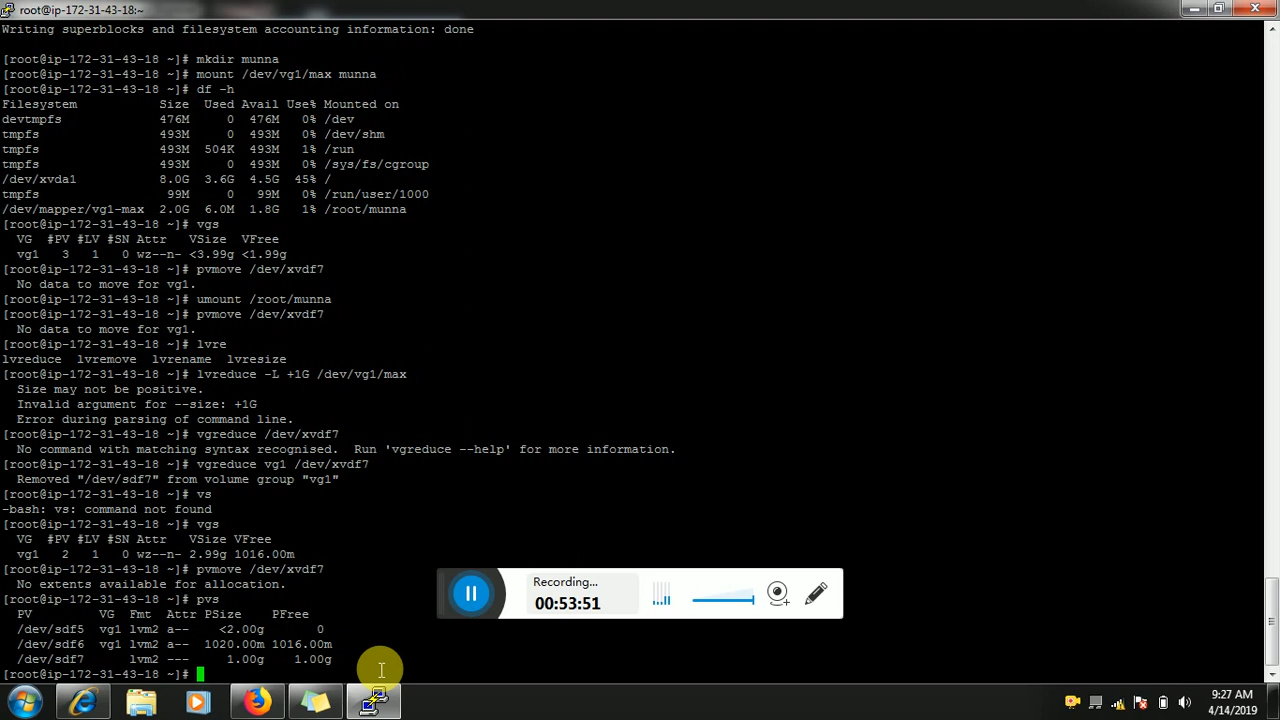 root@ip-172-31-43-18:~
Writing superblocks and filesystem accounting information: done
[root@ip-172-31-43-18 ~]# mkdir munna
[root@ip-172-31-43-18 ~]# mount /dev/vg1/max munna
[root@ip-172-31-43-18 ~]# df -h
Filesystem           Size  Used Avail Use% Mounted on
devtmpfs             476M     0  476M   0% /dev
tmpfs                493M     0  493M   0% /dev/shm
tmpfs                493M  504K  493M   1% /run
tmpfs                493M     0  493M   0% /sys/fs/cgroup
/dev/xvda1           8.0G  3.6G  4.5G  45% /
tmpfs                 99M     0   99M   0% /run/user/1000
/dev/mapper/vg1-max  2.0G  6.0M  1.8G   1% /root/munna
[root@ip-172-31-43-18 ~]# vgs
  VG  #PV #LV #SN Attr   VSize  VFree
  vg1   3   1   0 wz--n- <3.99g <1.99g
[root@ip-172-31-43-18 ~]# pvmove /dev/xvdf7
  No data to move for vg1.
[root@ip-172-31-43-18 ~]# umount /root/munna
[root@ip-172-31-43-18 ~]# pvmove /dev/xvdf7
  No data to move for vg1.
[root@ip-172-31-43-18 ~]# lvre
lvreduce  lvremove  lvrename  lvresize
[root@ip-172-31-43-18 ~]# lvreduce -L +1G /dev/vg1/max
  Size may not be positive.
  Invalid argument for --size: +1G
  Error during parsing of command line.
[root@ip-172-31-43-18 ~]# vgreduce /dev/xvdf7
  No command with matching syntax recognised.  Run 'vgreduce --help' for more information.
[root@ip-172-31-43-18 ~]# vgreduce vg1 /dev/xvdf7
  Removed "/dev/sdf7" from volume group "vg1"
[root@ip-172-31-43-18 ~]# vs
-bash: vs: command not found
[root@ip-172-31-43-18 ~]# vgs
  VG  #PV #LV #SN Attr   VSize VFree
  vg1   2   1   0 wz--n- 2.99g 1016.00m
[root@ip-172-31-43-18 ~]# pvmove /dev/xvdf7
  No extents available for allocation.
[root@ip-172-31-43-18 ~]# pvs
  PV         VG  Fmt  Attr PSize    PFree
  /dev/sdf5  vg1 lvm2 a--    <2.00g       0
  /dev/sdf6  vg1 lvm2 a--  1020.00m 1016.00m
  /dev/sdf7      lvm2 ---     1.00g    1.00g
[root@ip-172-31-43-18 ~]#
Recording...
00:53:51
9:27 AM
4/14/2019